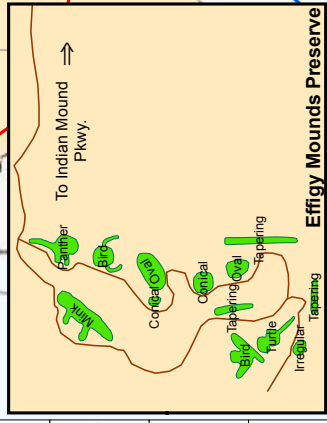 Effigy Mounds Preserve
To Indian Mound
Pkwy.
Panther
Bird
Oval
Conical
Mink
Conical
Oval
Tapering
Tapering
Bird
Turtle
Irregular
Tapering